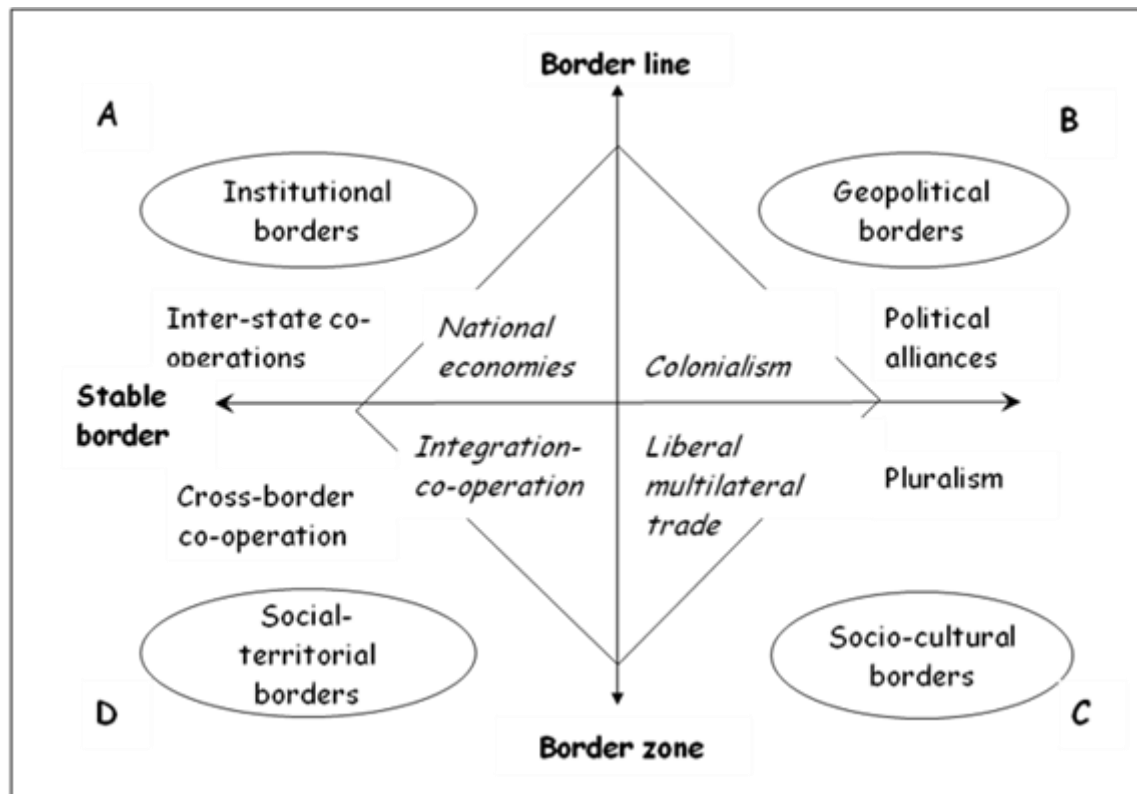 Border line
A
B
Institutional
borders
Geopolitical
borders
Inter-state co-
operations
National
economies
Colonialism
Political
alliances
Stable
border
Integration-
co-operation
Liberal
multilateral
trade
Pluralism
Cross-border
co-operation
Social-
territorial
borders
Socio-cultural
borders
D
C
Border zone